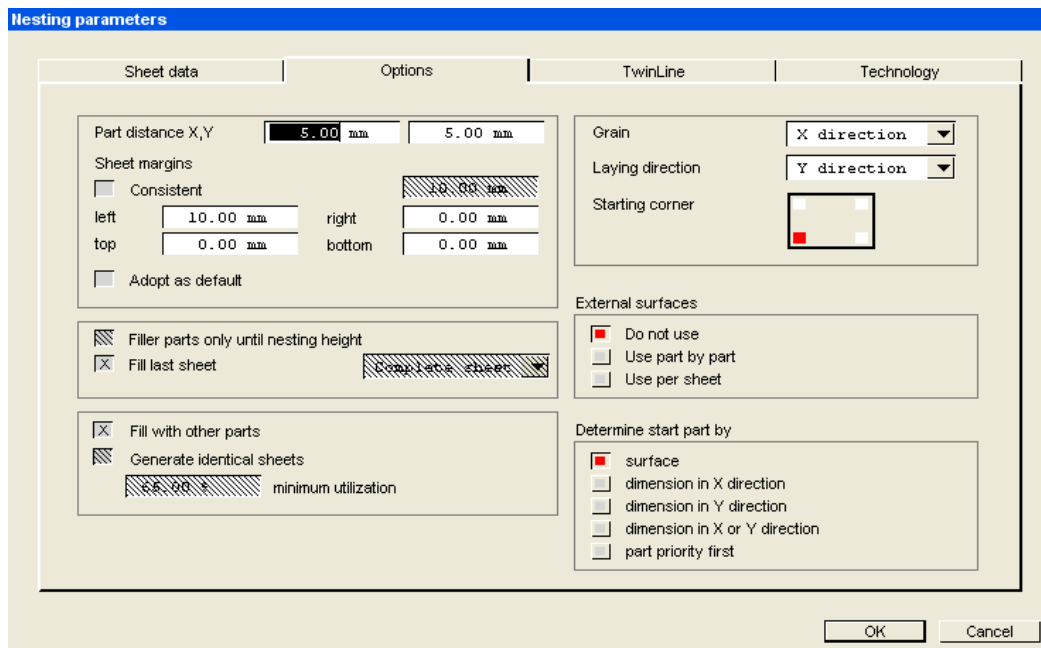 Nesting parameters
Sheet data Options TwinLine Technology
Part distance X,Y 5.00 mm 5.00 mm
Sheet margins
Consistent 10.00 mm
left 10.00 mm right 0.00 mm
top 0.00 mm bottom 0.00 mm
Adopt as default
Filler parts only until nesting height
X Fill last sheet Complete sheet
X Fill with other parts
Generate identical sheets
65.00 % minimum utilization
Grain X direction
Laying direction Y direction
Starting corner
External surfaces
Do not use
Use part by part
Use per sheet
Determine start part by
surface
dimension in X direction
dimension in Y direction
dimension in X or Y direction
part priority first
OK Cancel